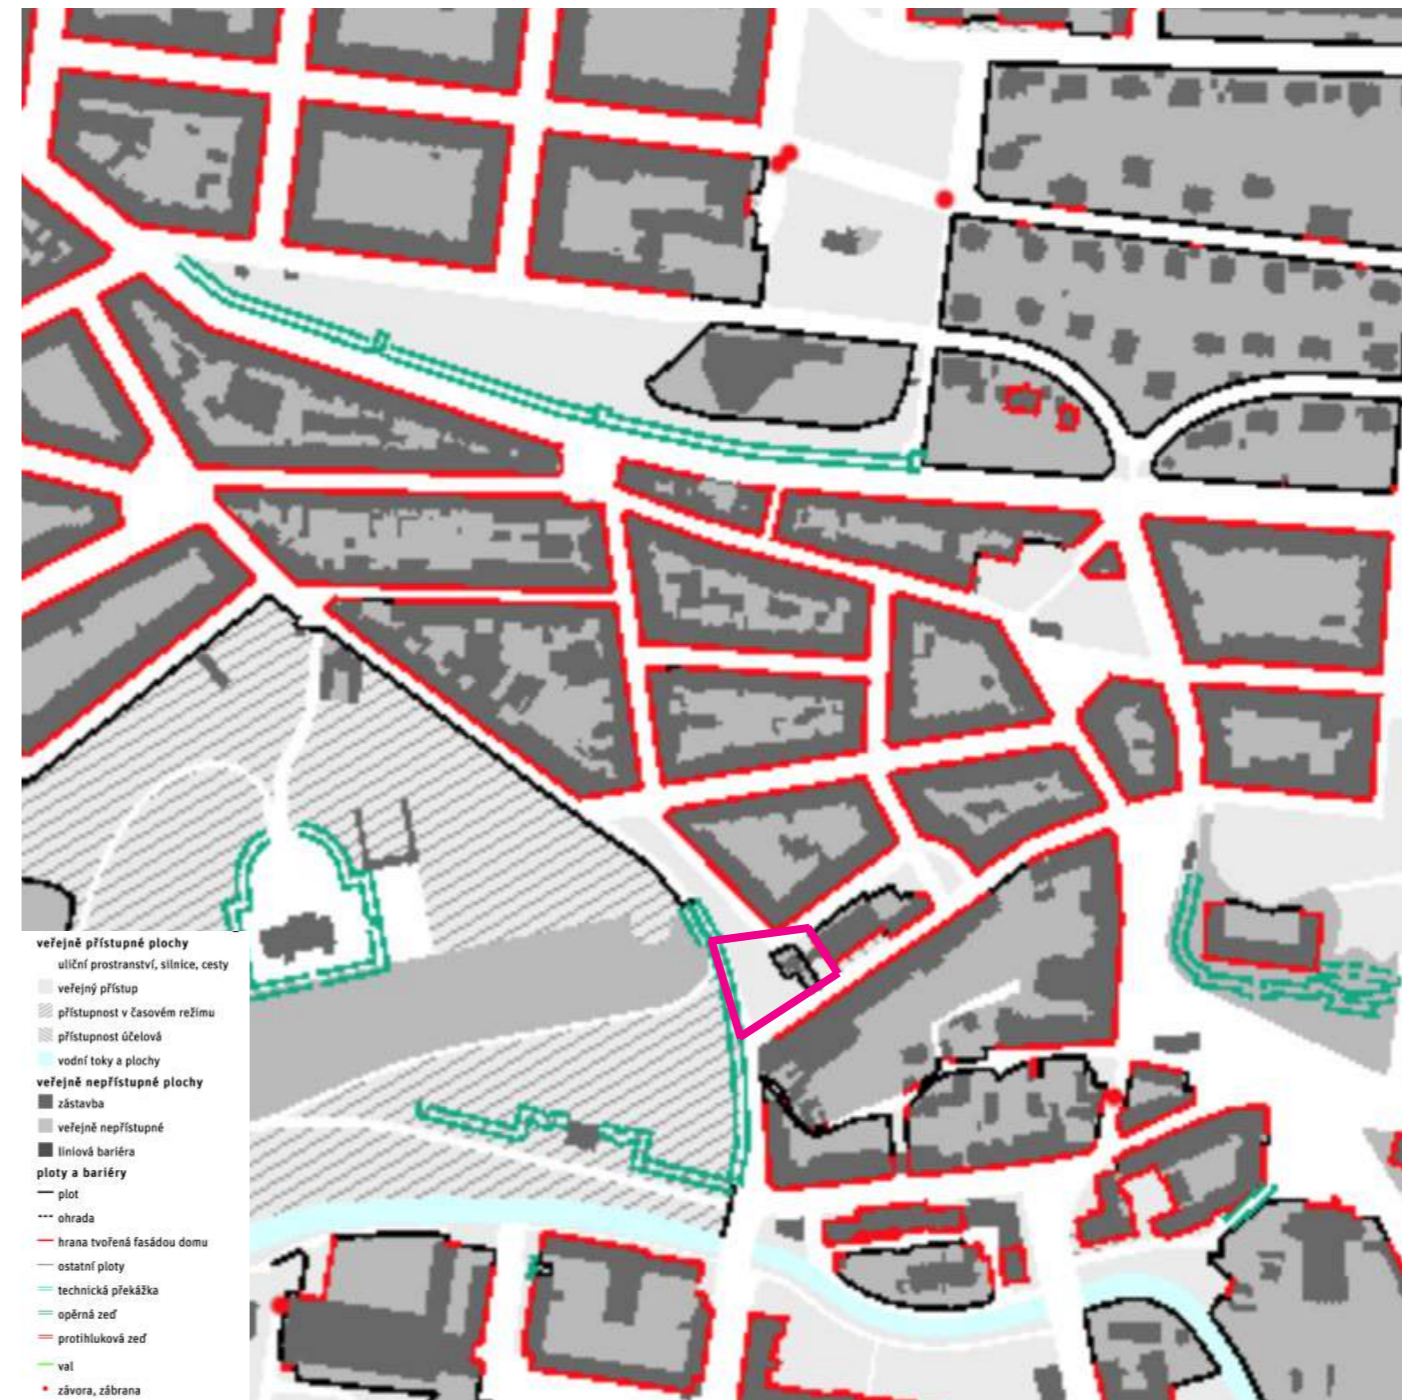 veřejně přístupné plochy
uliční prostranství, silnice, cesty
veřejný přístup
přístupnost v časovém režimu
přístupnost účelová
vodní toky a plochy
veřejně nepřístupné plochy
zástavba
veřejně nepřístupné
liniová bariéra
ploty a bariéry
plot
ohrada
hrana tvořená fasádou domu
ostatní ploty
technická překážka
opěrná zeď
protihluková zeď
val
závora, zábrana